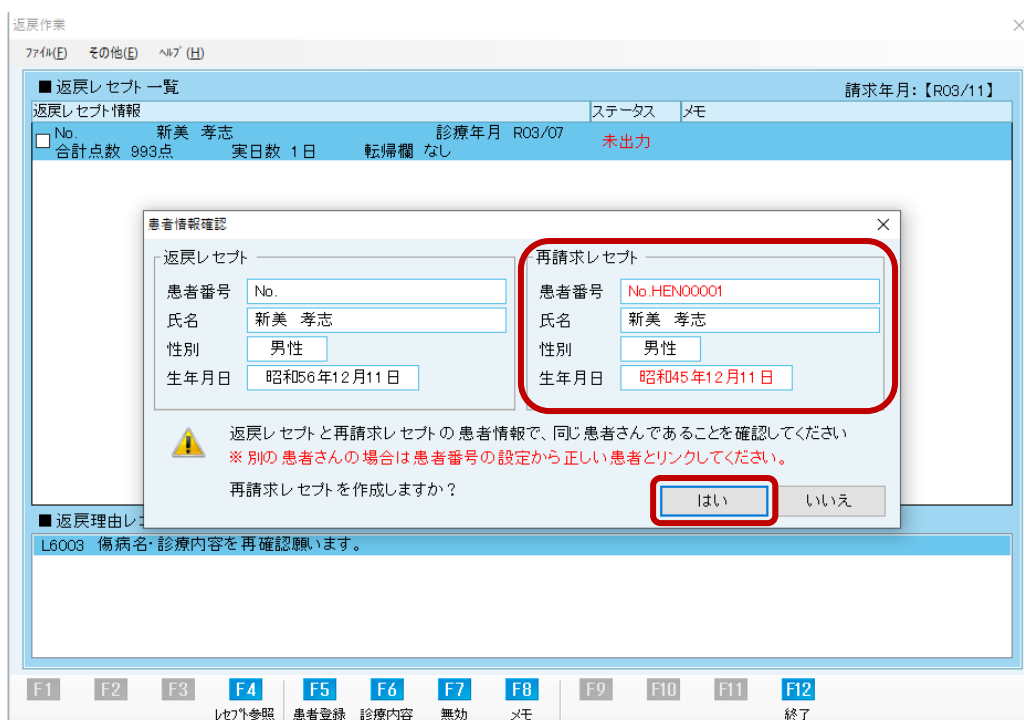 返戻作業
ﾌｧｲﾙ(F) その他(E) ﾍﾙﾌﾟ(H)
■返戻レセプト一覧 請求年月:【R03/11】
返戻レセプト情報 ステータス メモ
No. 新美 孝志 診療年月 R03/07 未出力
合計点数 993点 実日数 1日 転帰欄 なし
患者情報確認
返戻レセプト
患者番号 No.
氏名 新美 孝志
性別 男性
生年月日 昭和56年12月11日
再請求レセプト
患者番号 No.HEN00001
氏名 新美 孝志
性別 男性
生年月日 昭和45年12月11日
返戻レセプトと再請求レセプトの患者情報で、同じ患者さんであることを確認してください
※別の患者さんの場合は患者番号の設定から正しい患者とリンクしてください。
再請求レセプトを作成しますか？
はい いいえ
■返戻理由レコ
L6003 傷病名・診療内容を再確認願います。
F1 F2 F3 F4 F5 F6 F7 F8 F9 F10 F11 F12
ﾚｾﾌﾟﾄ参照 患者登録 診療内容 無効 メモ 終了